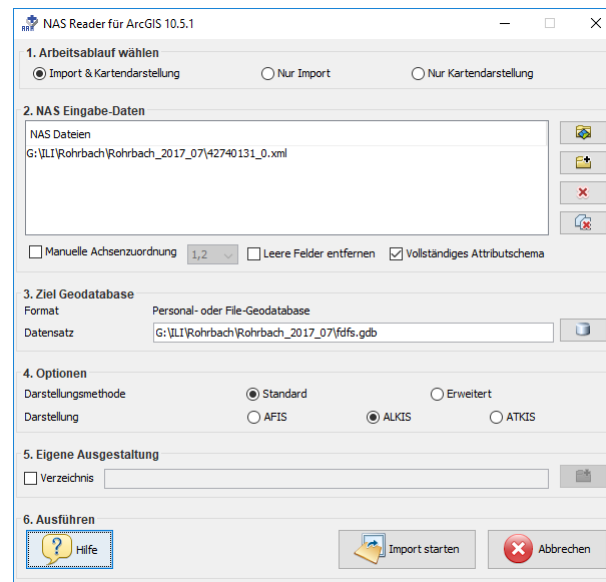 NAS Reader für ArcGIS 10.5.1
1. Arbeitsablauf wählen
Import & Kartendarstellung Nur Import Nur Kartendarstellung
2. NAS Eingabe-Daten
NAS Dateien
G:\ILI\Rohrbach\Rohrbach_2017_07\42740131_0.xml
Manuelle Achsenzuordnung 1,2 Leere Felder entfernen Vollständiges Attributschema
3. Ziel Geodatabase
Format Personal- oder File-Geodatabase
Datensatz G:\ILI\Rohrbach\Rohrbach_2017_07\fdfs.gdb
4. Optionen
Darstellungsmethode Standard Erweitert
Darstellung AFIS ALKIS ATKIS
5. Eigene Ausgestaltung
Verzeichnis
6. Ausführen
Hilfe Import starten Abbrechen